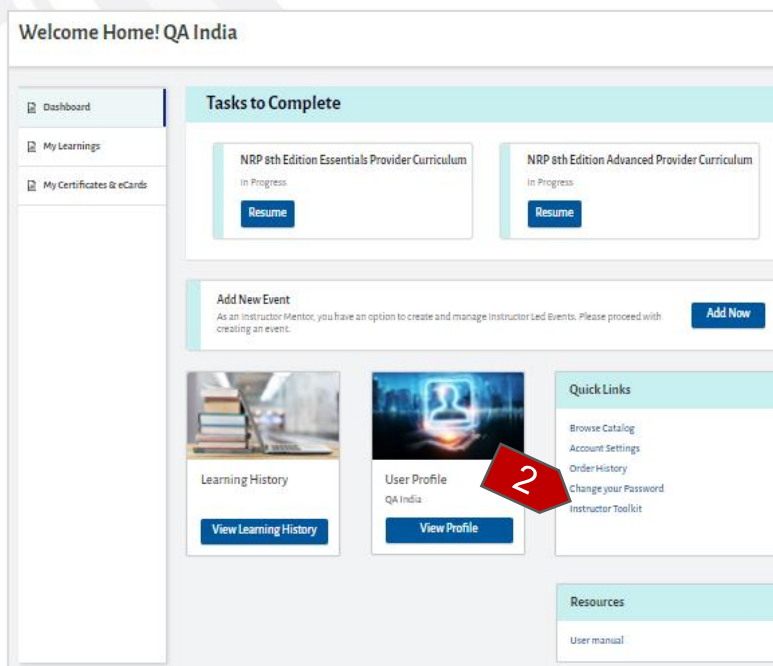 Welcome Home! QA India
Dashboard
My Learnings
My Certificates & eCards
Tasks to Complete
NRP 8th Edition Essentials Provider Curriculum
In Progress
Resume
NRP 8th Edition Advanced Provider Curriculum
In Progress
Resume
Add New Event
As an Instructor Mentor, you have an option to create and manage Instructor Led Events. Please proceed with
creating an event.
Add Now
Learning History
View Learning History
User Profile
QA India
View Profile
2
Quick Links
Browse Catalog
Account Settings
Order History
Change your Password
Instructor Toolkit
Resources
User manual